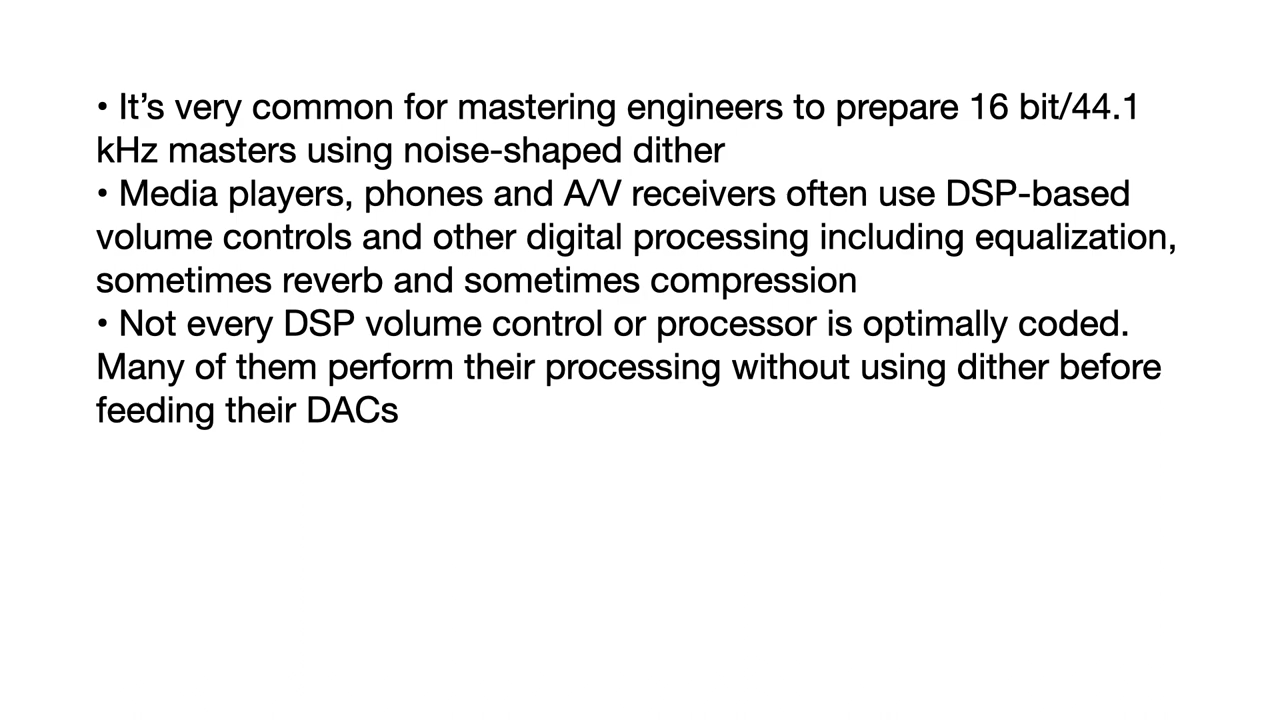 • It’s very common for mastering engineers to prepare 16 bit/44.1
kHz masters using noise-shaped dither
• Media players, phones and A/V receivers often use DSP-based
volume controls and other digital processing including equalization,
sometimes reverb and sometimes compression
• Not every DSP volume control or processor is optimally coded.
Many of them perform their processing without using dither before
feeding their DACs